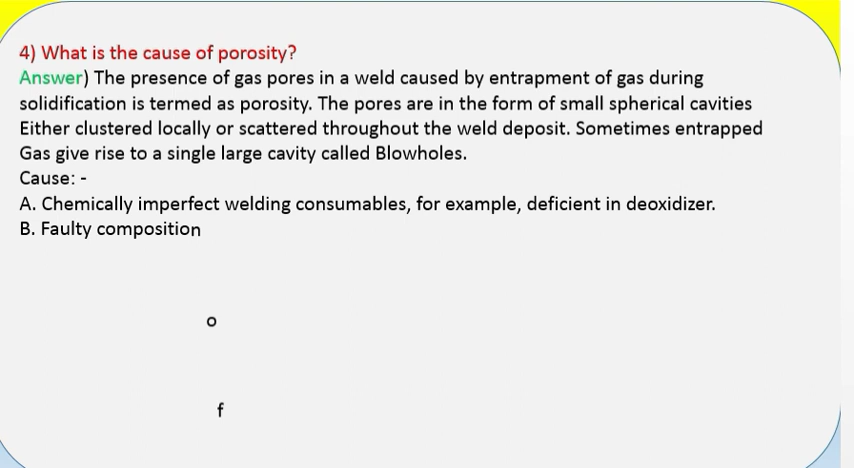 4) What is the cause of porosity?
Answer) The presence of gas pores in a weld caused by entrapment of gas during
solidification is termed as porosity. The pores are in the form of small spherical cavities
Either clustered locally or scattered throughout the weld deposit. Sometimes entrapped
Gas give rise to a single large cavity called Blowholes.
Cause: -
A. Chemically imperfect welding consumables, for example, deficient in deoxidizer.
B. Faulty composition
o
f